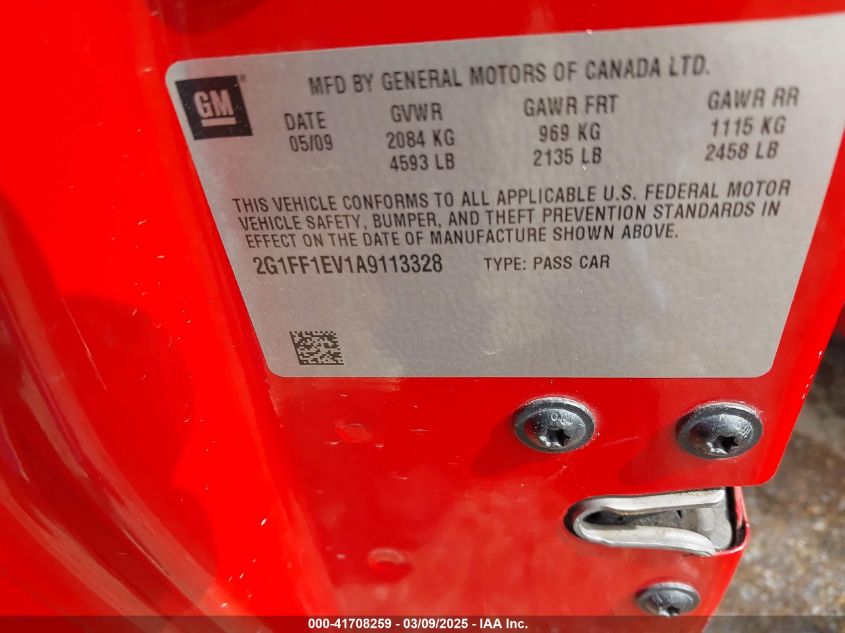 GM
MFD BY GENERAL MOTORS OF CANADA LTD.
DATE GVWR GAWR FRT GAWR RR
05/09 2084 KG 969 KG 1115 KG
4593 LB 2135 LB 2458 LB
THIS VEHICLE CONFORMS TO ALL APPLICABLE U.S. FEDERAL MOTOR
VEHICLE SAFETY, BUMPER, AND THEFT PREVENTION STANDARDS IN
EFFECT ON THE DATE OF MANUFACTURE SHOWN ABOVE.
2G1FF1EV1A9113328 TYPE: PASS CAR
000-41708259 - 03/09/2025 - IAA Inc.